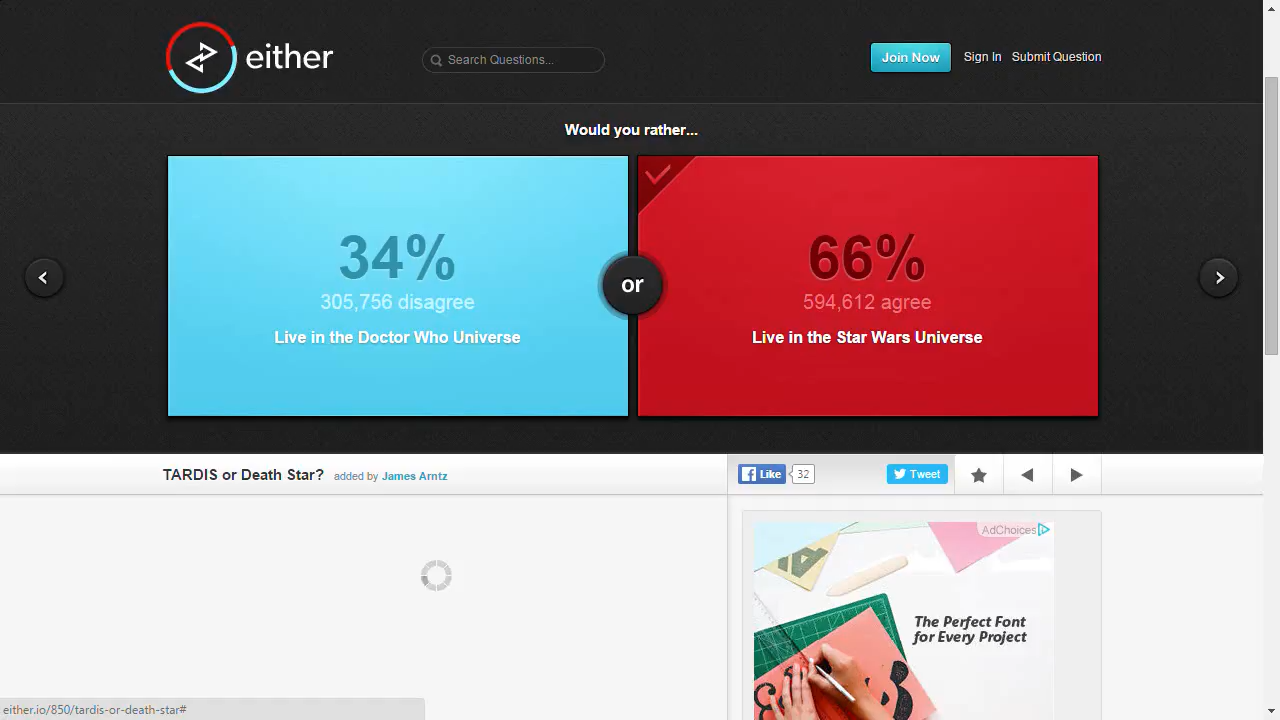 either
Search Questions...
Join Now
Sign In
Submit Question
Would you rather...
34%
305,756 disagree
Live in the Doctor Who Universe
or
66%
594,612 agree
Live in the Star Wars Universe
TARDIS or Death Star? added by James Arntz
Like
32
Tweet
AdChoices
The Perfect Font
for Every Project
either.io/850/tardis-or-death-star#